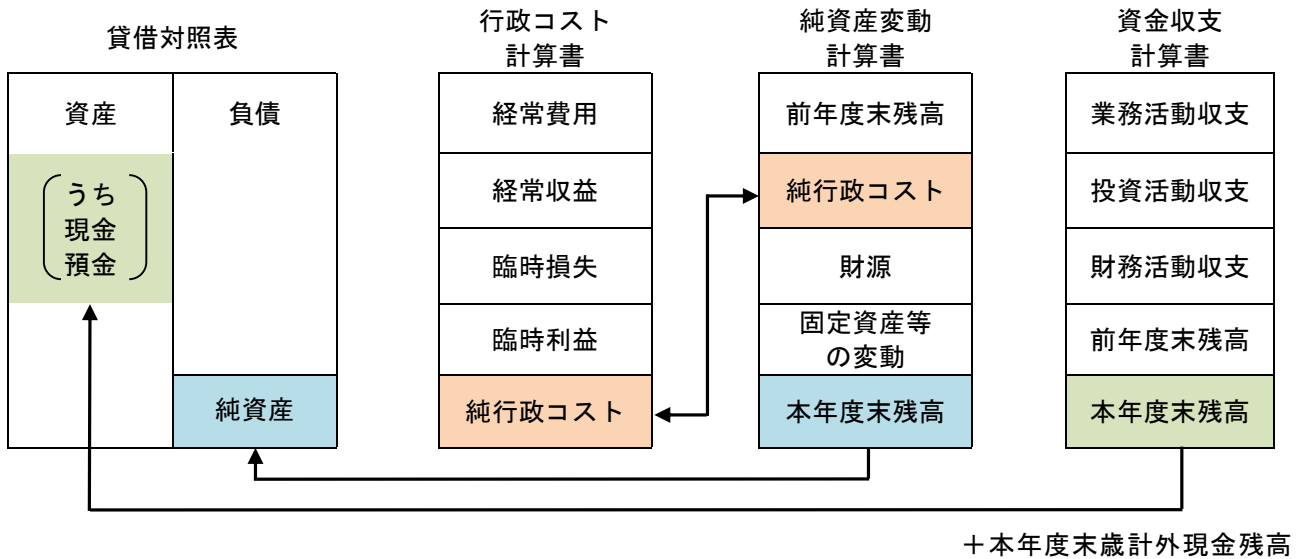 貸借対照表
資産
負債
うち
現金
預金
純資産
行政コスト
計算書
経常費用
経常収益
臨時損失
臨時利益
純行政コスト
純資産変動
計算書
前年度末残高
純行政コスト
財源
固定資産等
の変動
本年度末残高
資金収支
計算書
業務活動収支
投資活動収支
財務活動収支
前年度末残高
本年度末残高
＋本年度末歳計外現金残高